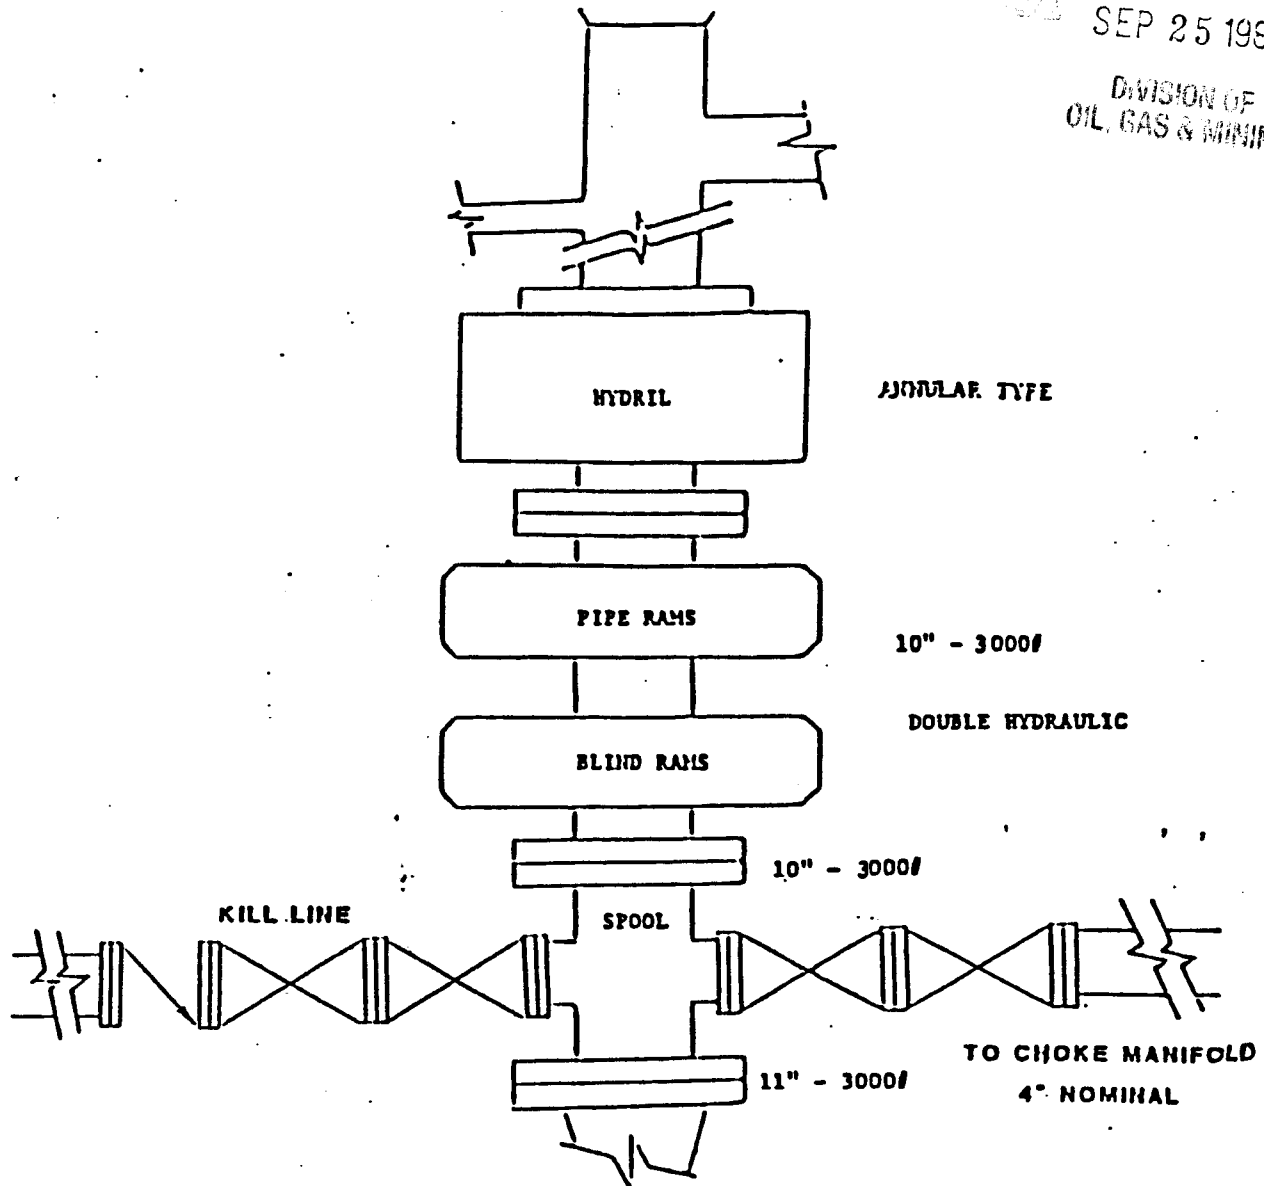 SEP 25 198
DIVISION OF
OIL, GAS & MININ
HYDRIL
ANNULAR TYPE
PIPE RAMS
10" - 3000#
DOUBLE HYDRAULIC
BLIND RAMS
10" - 3000#
KILL LINE
SPOOL
TO CHOKE MANIFOLD
11" - 3000#
4" NOMINAL